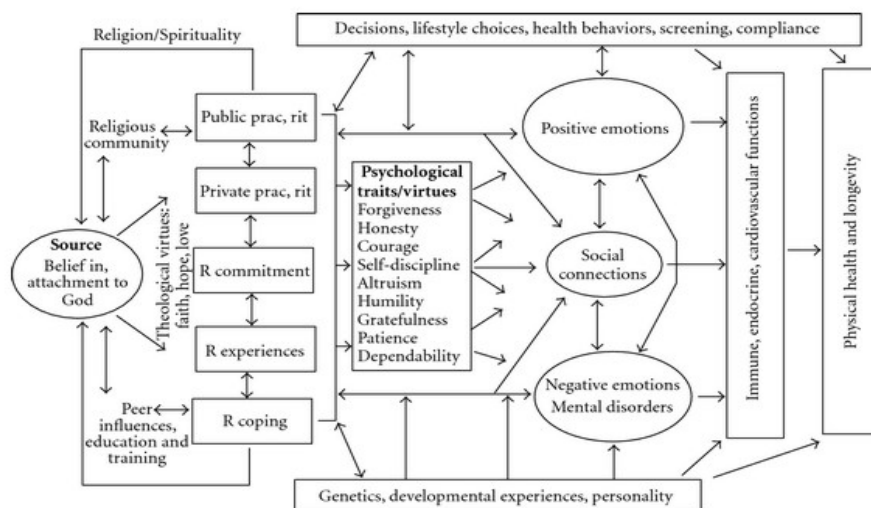 Religion/Spirituality
Decisions, lifestyle choices, health behaviors, screening, compliance
Religious
community
Public prac, rit
Private prac, rit
R commitment
R experiences
R coping
Source
Belief in,
attachment to
God
Theological virtues:
faith, hope, love
Peer
influences,
education and
training
Psychological
traits/virtues
Forgiveness
Honesty
Courage
Self-discipline
Altruism
Humility
Gratefulness
Patience
Dependability
Positive emotions
Social
connections
Negative emotions
Mental disorders
Immune, endocrine, cardiovascular functions
Physical health and longevity
Genetics, developmental experiences, personality